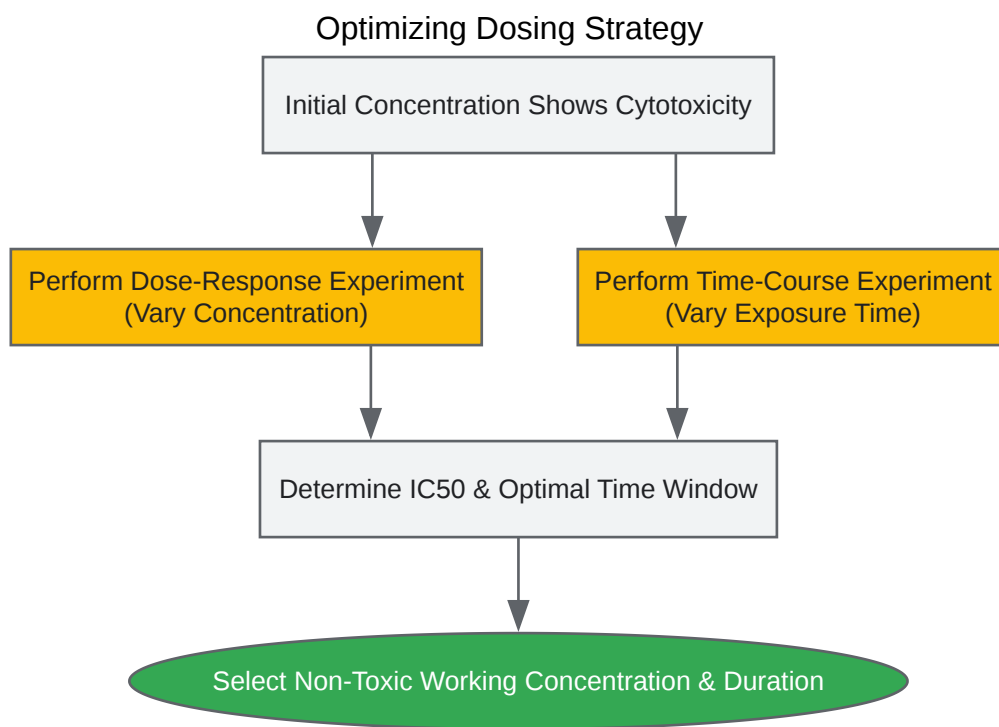 Optimizing Dosing Strategy
Initial Concentration Shows Cytotoxicity
Perform Dose-Response Experiment
(Vary Concentration)
Perform Time-Course Experiment
(Vary Exposure Time)
Determine IC50 & Optimal Time Window
Select Non-Toxic Working Concentration & Duration